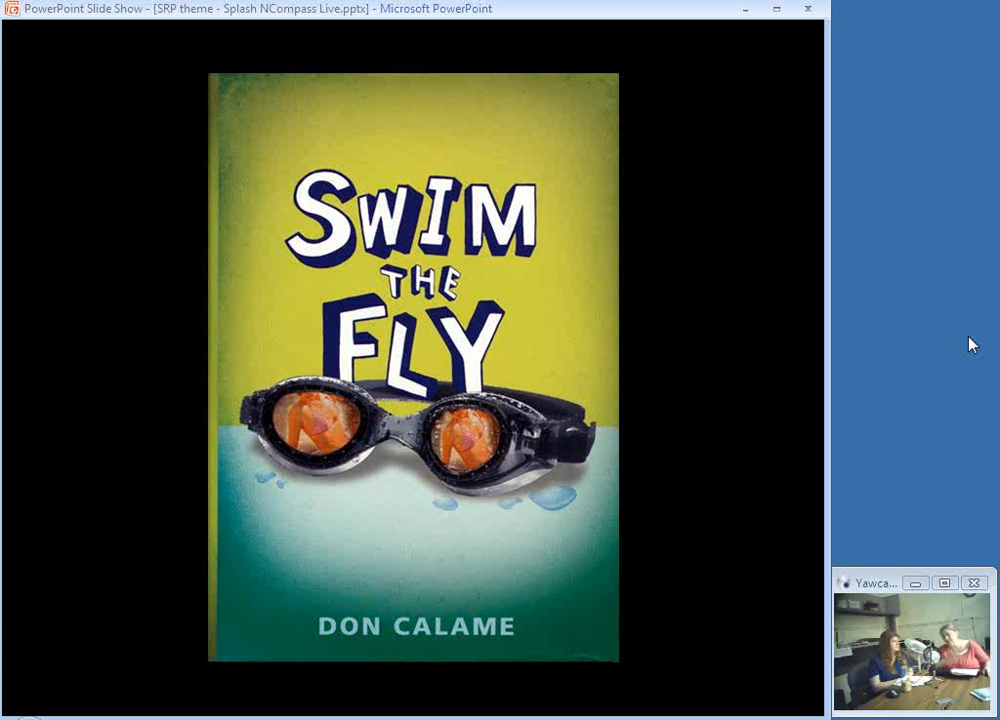 PowerPoint Slide Show - [SRP theme - Splash NCompass Live.pptx] - Microsoft PowerPoint
SWIM
THE
FLY
DON CALAME
Yawca...